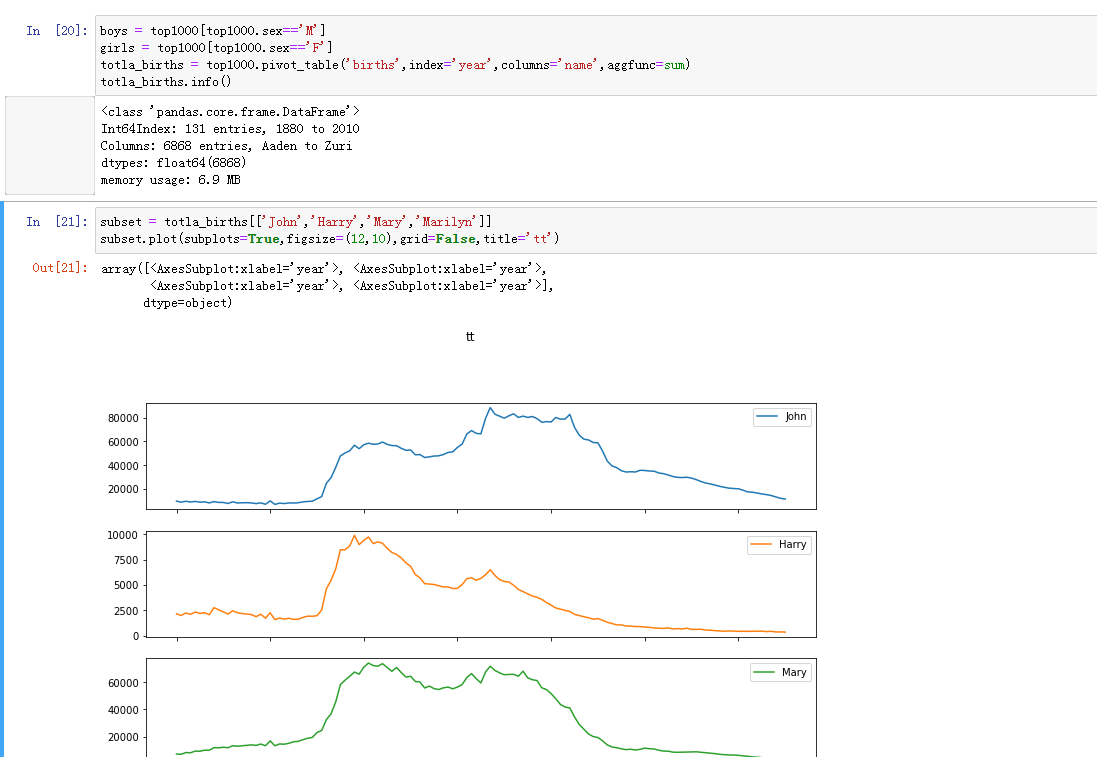 In [20]:
boys = top1000[top1000.sex=='M']
girls = top1000[top1000.sex=='F']
totla_births = top1000.pivot_table('births',index='year',columns='name',aggfunc=sum)
totla_births.info()
<class 'pandas.core.frame.DataFrame'>
Int64Index: 131 entries, 1880 to 2010
Columns: 6868 entries, Aaden to Zuri
dtypes: float64(6868)
memory usage: 6.9 MB
In [21]:
subset = totla_births[['John','Harry','Mary','Marilyn']]
subset.plot(subplots=True,figsize=(12,10),grid=False,title='tt')
Out[21]:
array([<AxesSubplot:xlabel='year'>, <AxesSubplot:xlabel='year'>,
<AxesSubplot:xlabel='year'>, <AxesSubplot:xlabel='year'>],
dtype=object)
tt
John
80000
60000
40000
20000
Harry
10000
7500
5000
2500
0
Mary
60000
40000
20000